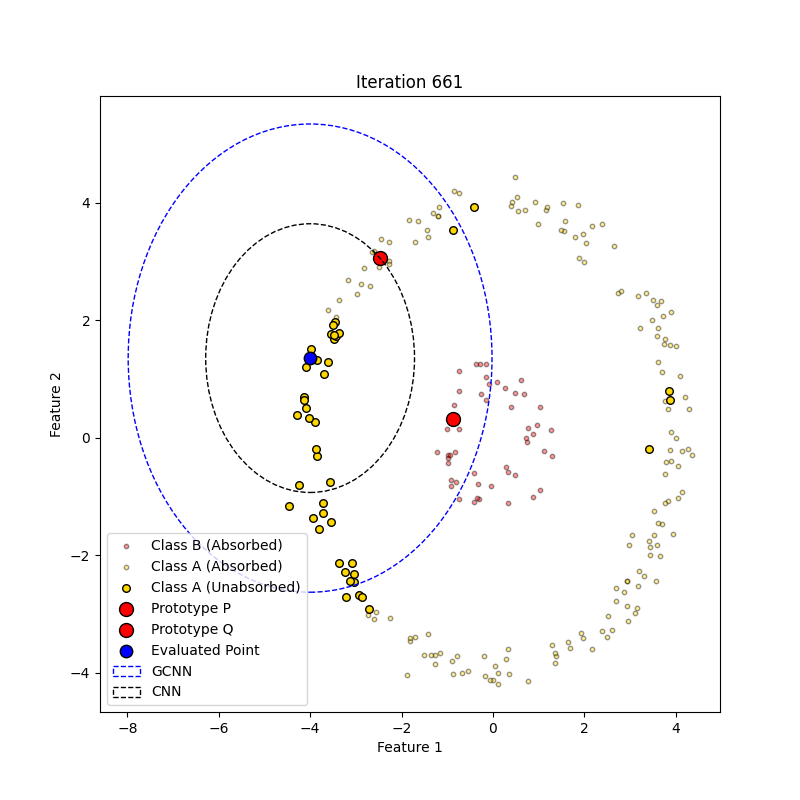 Iteration 661
4
2
0
−2
−4
Feature 2
Class B (Absorbed)
Class A (Absorbed)
Class A (Unabsorbed)
Prototype P
Prototype Q
Evaluated Point
GCNN
CNN
−8 −6 −4 −2 0 2 4
Feature 1